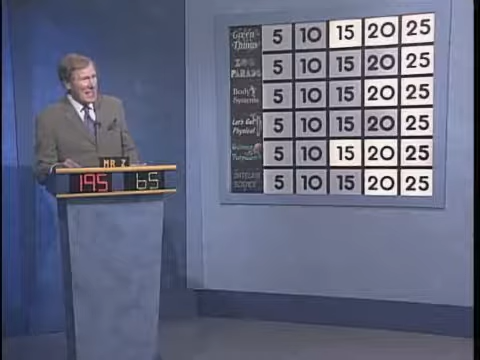 Green Things 5 10 15 20 25
ZOO PARADE 5 10 15 20 25
Body Systems 5 10 15 20 25
Let's Get Physical 5 10 15 20 25
5 10 15 20 25
SCIENCE 5 10 15 20 25
MR Z
195 65